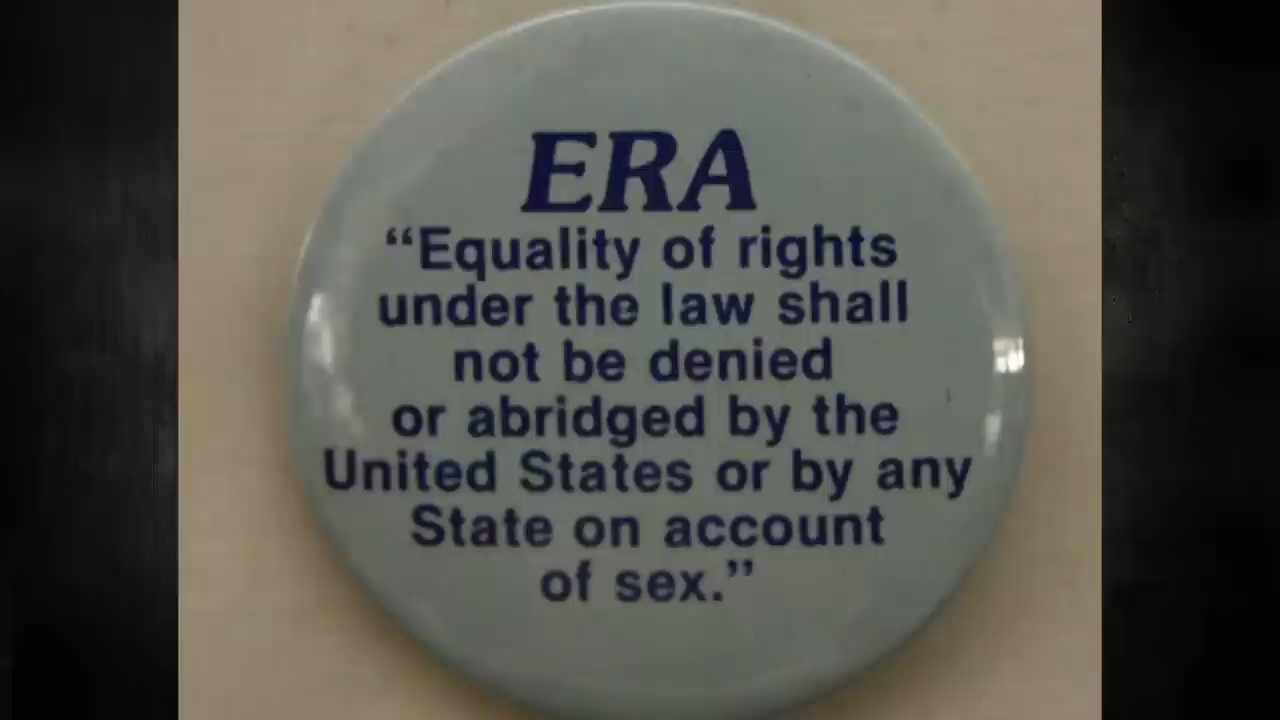 ERA
“Equality of rights
under the law shall
not be denied
or abridged by the
United States or by any
State on account
of sex.”